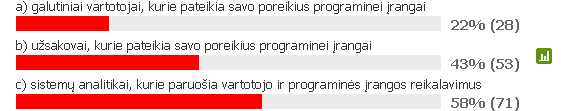 a) galutiniai vartotojai, kurie pateikia savo poreikius programinei įrangai
22% (28)
b) užsakovai, kurie pateikia savo poreikius programinei įrangai
43% (53)
c) sistemų analitikai, kurie paruošia vartotojo ir programinės įrangos reikalavimus
58% (71)